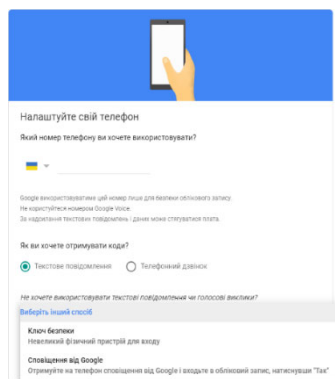 Налаштуйте свій телефон
Який номер телефону ви хочете використовувати?
Google використовуватиме цей номер лише для безпеки облікового запису.
Не користуйтеся номером Google Voice.
За надсилання текстових повідомлень і даних може стягуватися плата.
Як ви хочете отримувати коди?
Текстове повідомлення Телефонний дзвінок
Не хочете використовувати текстові повідомлення чи голосові виклики?
Виберіть інший спосіб
Ключ безпеки
Невеликий фізичний пристрій для входу
Сповіщення від Google
Отримуйте на телефон сповіщення від Google і входьте в обліковий запис, натиснувши "Так"